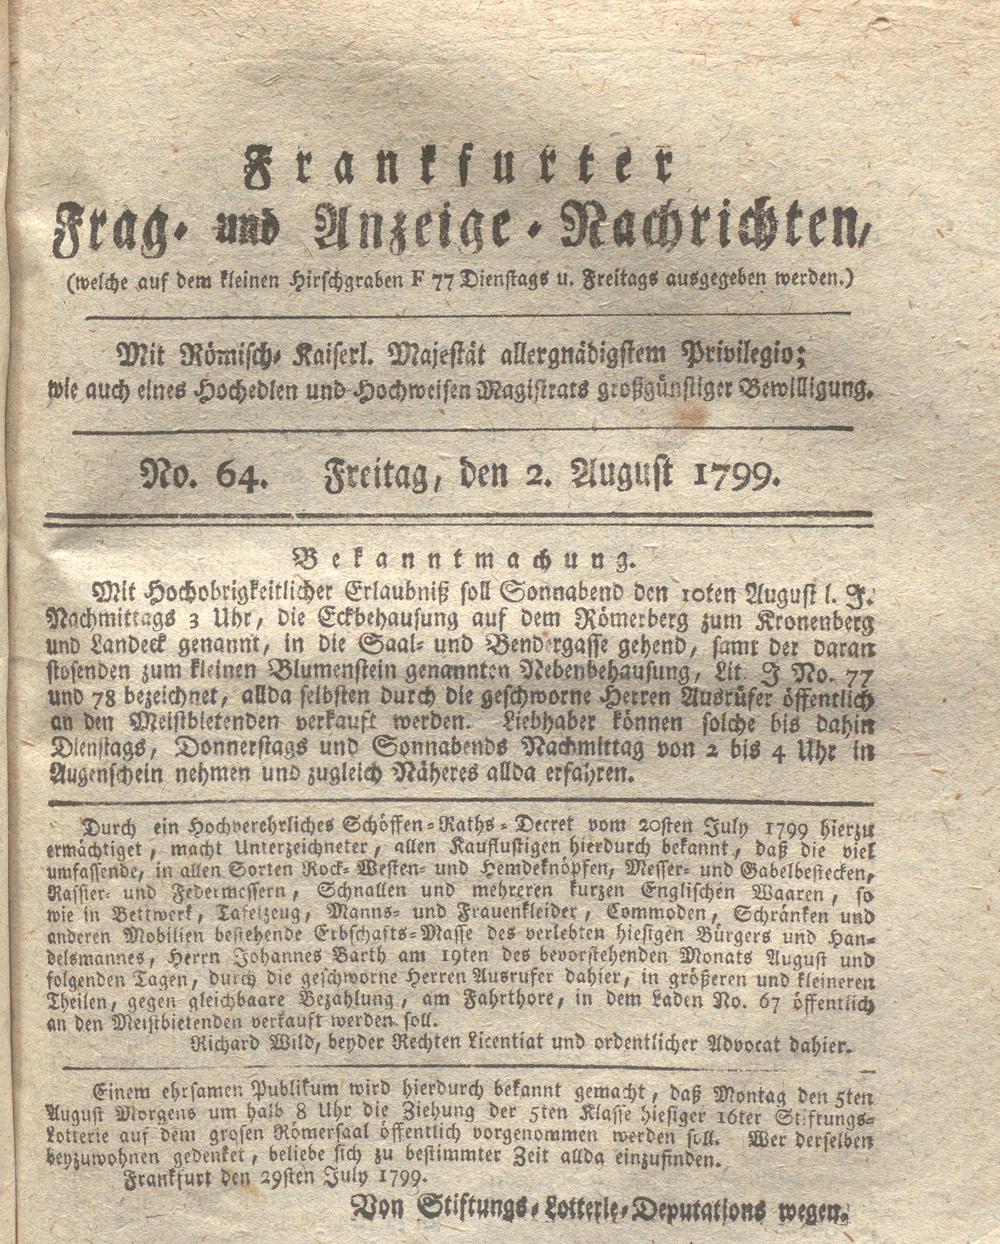 Frankfurter
Frag- und Anzeige-Nachrichten,
(welche auf dem kleinen Hirschgraben F 77 Dienstags u. Freitags ausgegeben werden.)
Mit Römisch-Kaiserl. Majestät allergnädigstem Privilegio;
wie auch eines Hochedlen und Hochweisen Magistrats großgünstiger Bewilligung.
No. 64. Freitag, den 2. August 1799.
Bekanntmachung.
Mit Hochobrigkeitlicher Erlaubniß soll Sonnabend den 10ten August l. J.
Nachmittags 3 Uhr, die Eckbehausung auf dem Römerberg zum Kronenberg
und Landeck genannt, in die Saal- und Bendergasse gehend, samt der daran
stosenden zum kleinen Blumenstein genannten Nebenbehausung, Lit. J No. 77
und 78 bezeichnet, allda selbsten durch die geschworne Herren Ausrüfer öffentlich
an den Meistbietenden verkauft werden. Liebhaber können solche bis dahin
Dienstags, Donnerstags und Sonnabends Nachmittag von 2 bis 4 Uhr in
Augenschein nehmen und zugleich Näheres allda erfahren.
Durch ein Hochverehrliches Schöffen-Raths-Decret vom 20sten July 1799 hierzu
ermächtiget, macht Unterzeichneter, allen Kauflustigen hierdurch bekannt, daß die viel
umfassende, in allen Sorten Rock-Westen- und Hemdeknöpfen, Messer- und Gabelbestecken,
Rassier- und Federmessern, Schnallen und mehreren kurzen Englischen Waaren, so
wie in Bettwerk, Tafelzeug, Manns- und Frauenkleider, Commoden, Schränken und
anderen Mobilien bestehende Erbschafts-Masse des verlebten hiesigen Bürgers und Han-
delsmannes, Herrn Johannes Barth am 19ten des bevorstehenden Monats August und
folgenden Tagen, durch die geschworne Herren Ausrufer dahier, in größeren und kleineren
Theilen, gegen gleichbaare Bezahlung, am Fahrthore, in dem Laden No. 67 öffentlich
an den Meistbietenden verkauft werden soll.
Richard Wild, beyder Rechten Licentiat und ordentlicher Advocat dahier.
Einem ehrsamen Publikum wird hierdurch bekannt gemacht, daß Montag den 5ten
August Morgens um halb 8 Uhr die Ziehung der 5ten Klasse hiesiger 16ter Stiftungs-
Lotterie auf dem grosen Römersaal öffentlich vorgenommen werden soll. Wer derselben
beyzuwohnen gedenket, beliebe sich zu bestimmter Zeit allda einzufinden.
Frankfurt den 29sten July 1799.
Von Stiftungs-Lotterie-Deputations wegen.